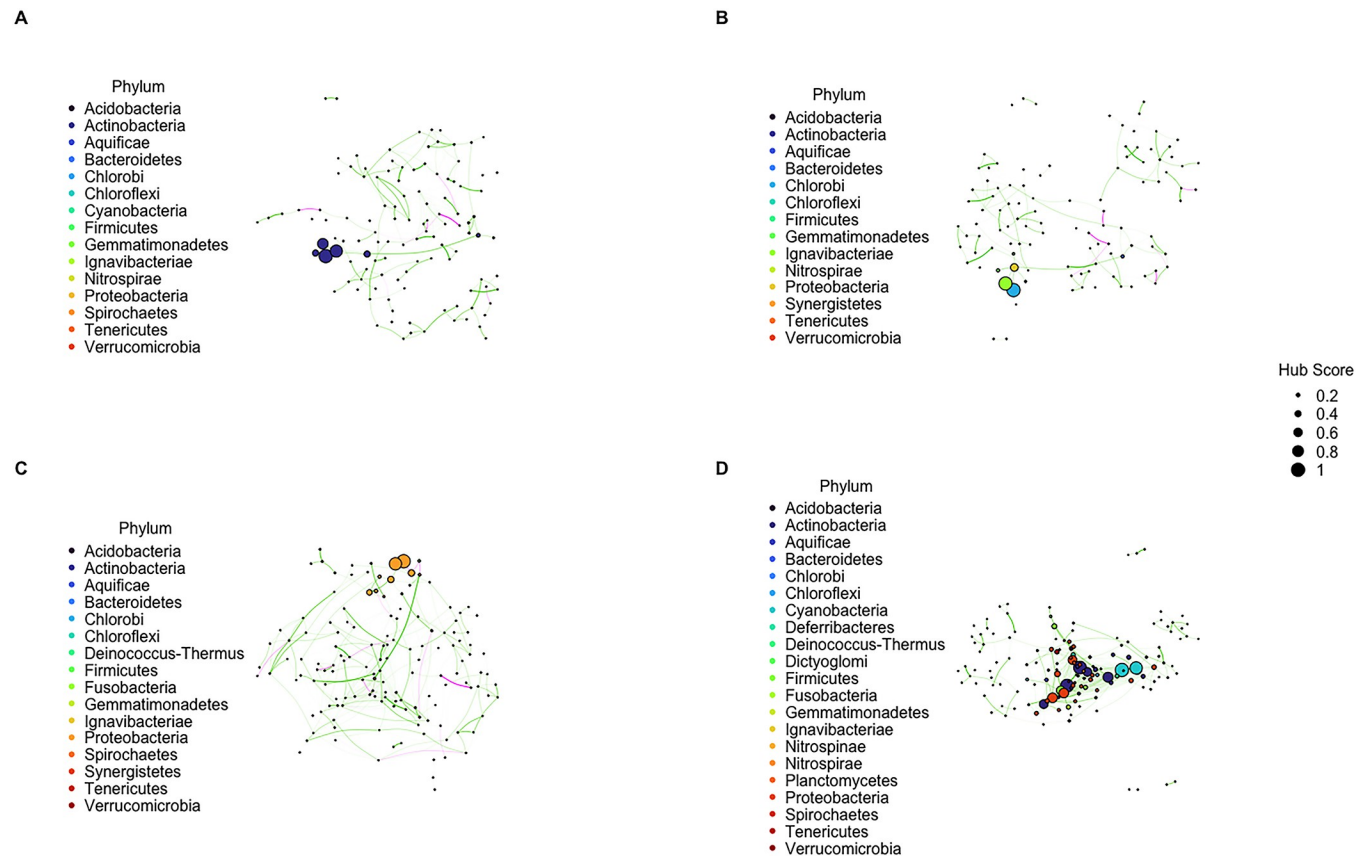 A
Phylum
Acidobacteria
Actinobacteria
Aquificae
Bacteroidetes
Chlorobi
Chloroflexi
Cyanobacteria
Firmicutes
Gemmatimonadetes
Ignavibacteriae
Nitrospirae
Proteobacteria
Spirochaetes
Tenericutes
Verrucomicrobia
B
Phylum
Acidobacteria
Actinobacteria
Aquificae
Bacteroidetes
Chlorobi
Chloroflexi
Firmicutes
Gemmatimonadetes
Ignavibacteriae
Nitrospirae
Proteobacteria
Synergistetes
Tenericutes
Verrucomicrobia
Hub Score
0.2
0.4
0.6
0.8
1
C
Phylum
Acidobacteria
Actinobacteria
Aquificae
Bacteroidetes
Chlorobi
Chloroflexi
Deinococcus-Thermus
Firmicutes
Fusobacteria
Gemmatimonadetes
Ignavibacteriae
Proteobacteria
Spirochaetes
Synergistetes
Tenericutes
Verrucomicrobia
D
Phylum
Acidobacteria
Actinobacteria
Aquificae
Bacteroidetes
Chlorobi
Chloroflexi
Cyanobacteria
Deferribacteres
Deinococcus-Thermus
Dictyoglomi
Firmicutes
Fusobacteria
Gemmatimonadetes
Ignavibacteriae
Nitrospinae
Nitrospirae
Planctomycetes
Proteobacteria
Spirochaetes
Tenericutes
Verrucomicrobia